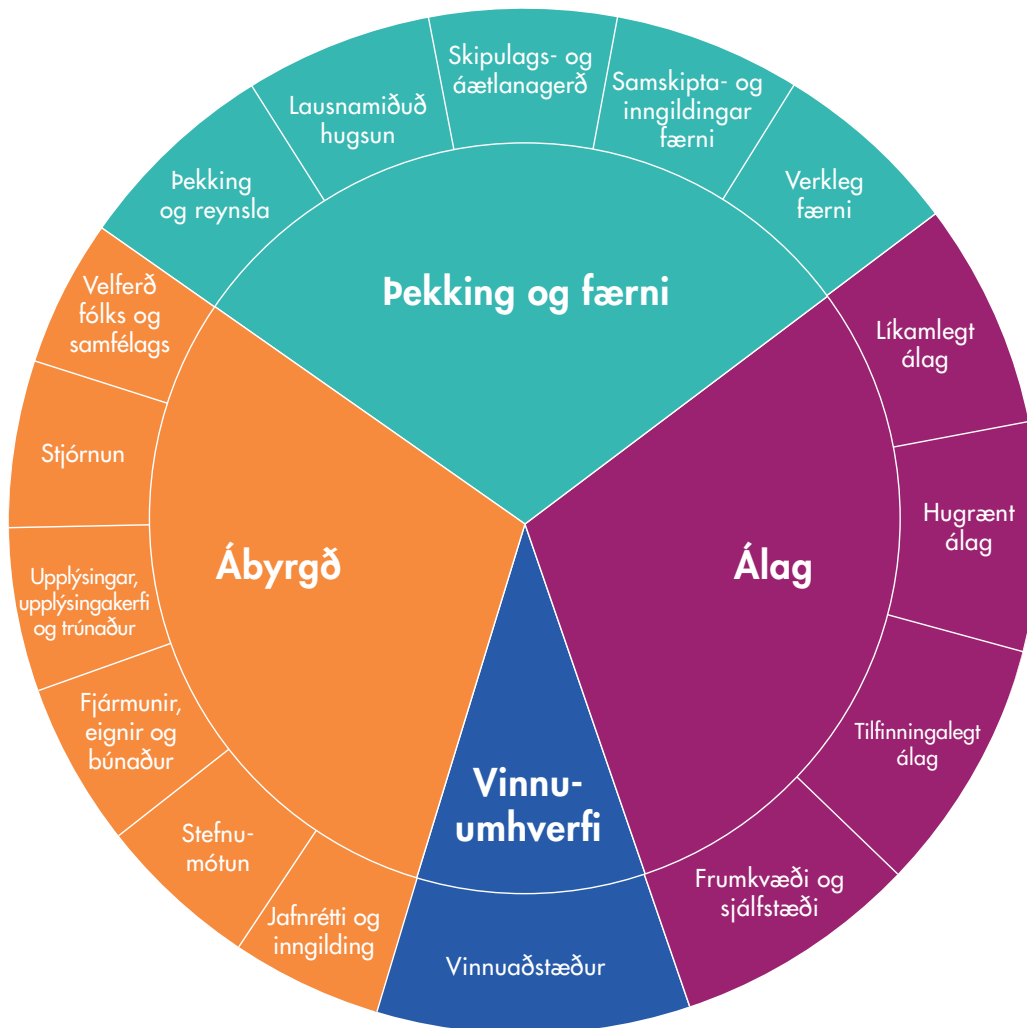 Skipulags- og
áætlanagerð
Lausnamiðuð
hugsun
Samskipta- og
inngildingar
færni
Þekking
og reynsla
Verkleg
færni
Þekking og færni
Velferð
fólks og
samfélags
Líkamlegt
álag
Stjórnun
Hugrænt
álag
Ábyrgð
Álag
Upplýsingar,
upplýsingakerfi
og trúnaður
Fjármunir,
eignir og
búnaður
Tilfinningalegt
álag
Vinnu-
umhverfi
Stefnu-
mótun
Frumkvæði og
sjálfstæði
Jafnrétti og
inngilding
Vinnuaðstæður